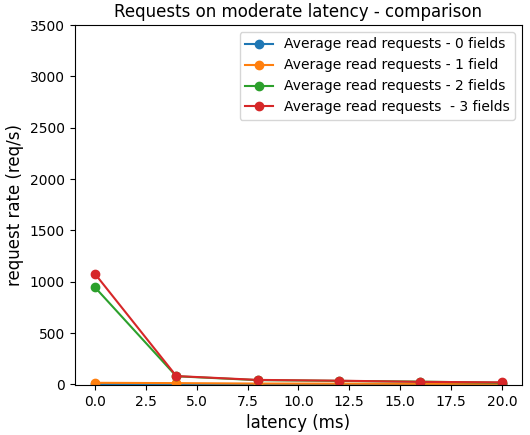 Requests on moderate latency - comparison
Average read requests - 0 fields
Average read requests - 1 field
Average read requests - 2 fields
Average read requests  - 3 fields
request rate (req/s)
3500
3000
2500
2000
1500
1000
500
0
0.0 2.5 5.0 7.5 10.0 12.5 15.0 17.5 20.0
latency (ms)